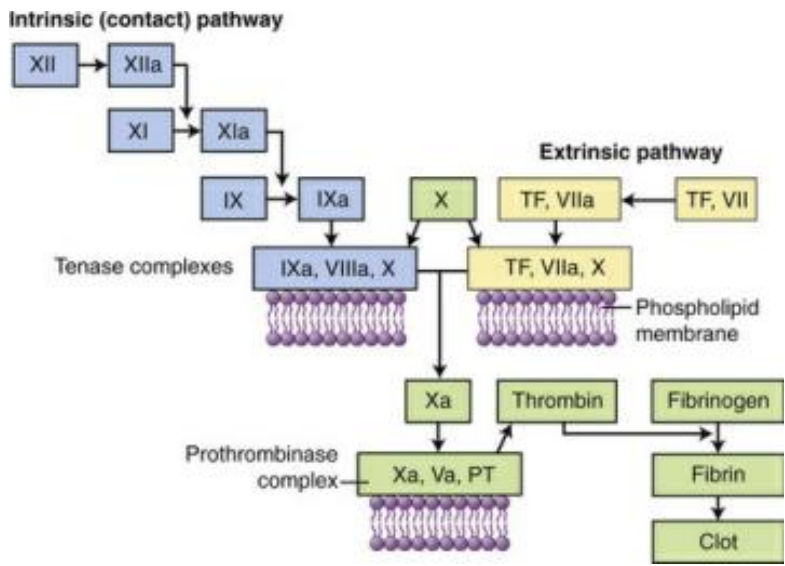 Intrinsic (contact) pathway
XII
XIIa
XI
XIa
Extrinsic pathway
IX
IXa
X
TF, VIIa
TF, VII
Tenase complexes
IXa, VIIIa, X
TF, VIIa, X
Phospholipid
membrane
Xa
Thrombin
Fibrinogen
Prothrombinase
complex
Xa, Va, PT
Fibrin
Clot